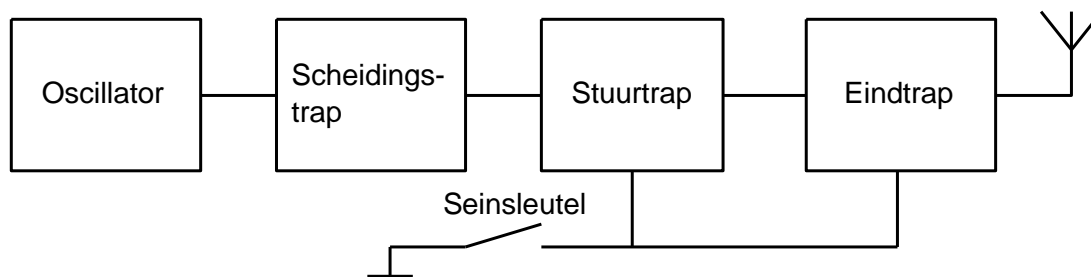 Oscillator
Scheidings-
trap
Stuurtrap
Eindtrap
Seinsleutel